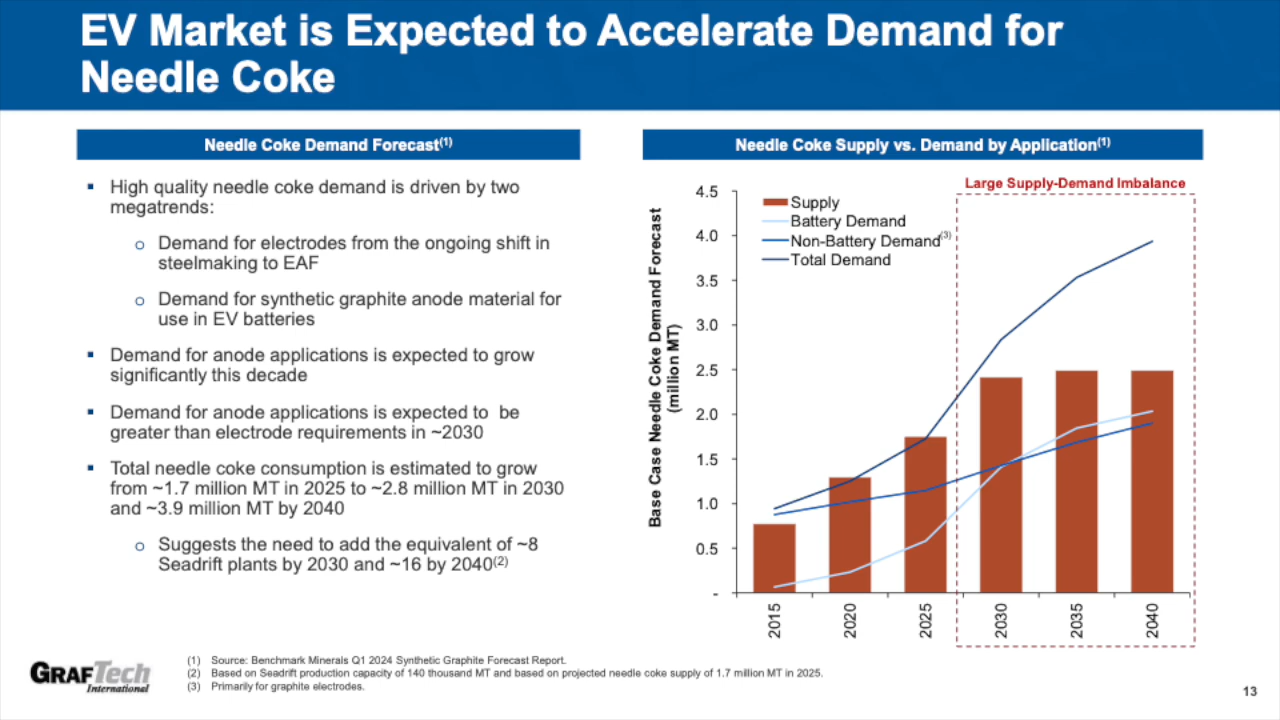 EV Market is Expected to Accelerate Demand for
Needle Coke
Needle Coke Demand Forecast(1)
▪ High quality needle coke demand is driven by two
megatrends:
o Demand for electrodes from the ongoing shift in
steelmaking to EAF
o Demand for synthetic graphite anode material for
use in EV batteries
▪ Demand for anode applications is expected to grow
significantly this decade
▪ Demand for anode applications is expected to  be
greater than electrode requirements in ~2030
▪ Total needle coke consumption is estimated to grow
from ~1.7 million MT in 2025 to ~2.8 million MT in 2030
and ~3.9 million MT by 2040
o Suggests the need to add the equivalent of ~8
Seadrift plants by 2030 and ~16 by 2040(2)
Needle Coke Supply vs. Demand by Application(1)
Large Supply-Demand Imbalance
Base Case Needle Coke Demand Forecast
(million MT)
4.5
4.0
3.5
3.0
2.5
2.0
1.5
1.0
0.5
-
Supply
Battery Demand
Non-Battery Demand(3)
Total Demand
2015
2020
2025
2030
2035
2040
GRAFTECH
International
(1) Source: Benchmark Minerals Q1 2024 Synthetic Graphite Forecast Report.
(2) Based on Seadrift production capacity of 140 thousand MT and based on projected needle coke supply of 1.7 million MT in 2025.
(3) Primarily for graphite electrodes.
13